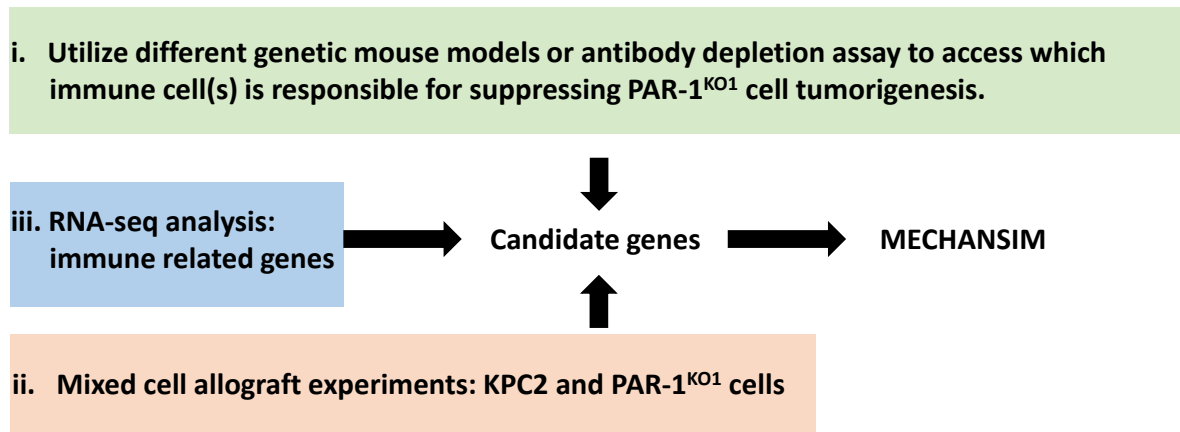 i. Utilize different genetic mouse models or antibody depletion assay to access which
immune cell(s) is responsible for suppressing PAR-1KO1 cell tumorigenesis.
iii. RNA-seq analysis:
immune related genes
Candidate genes
MECHANSIM
ii. Mixed cell allograft experiments: KPC2 and PAR-1KO1 cells